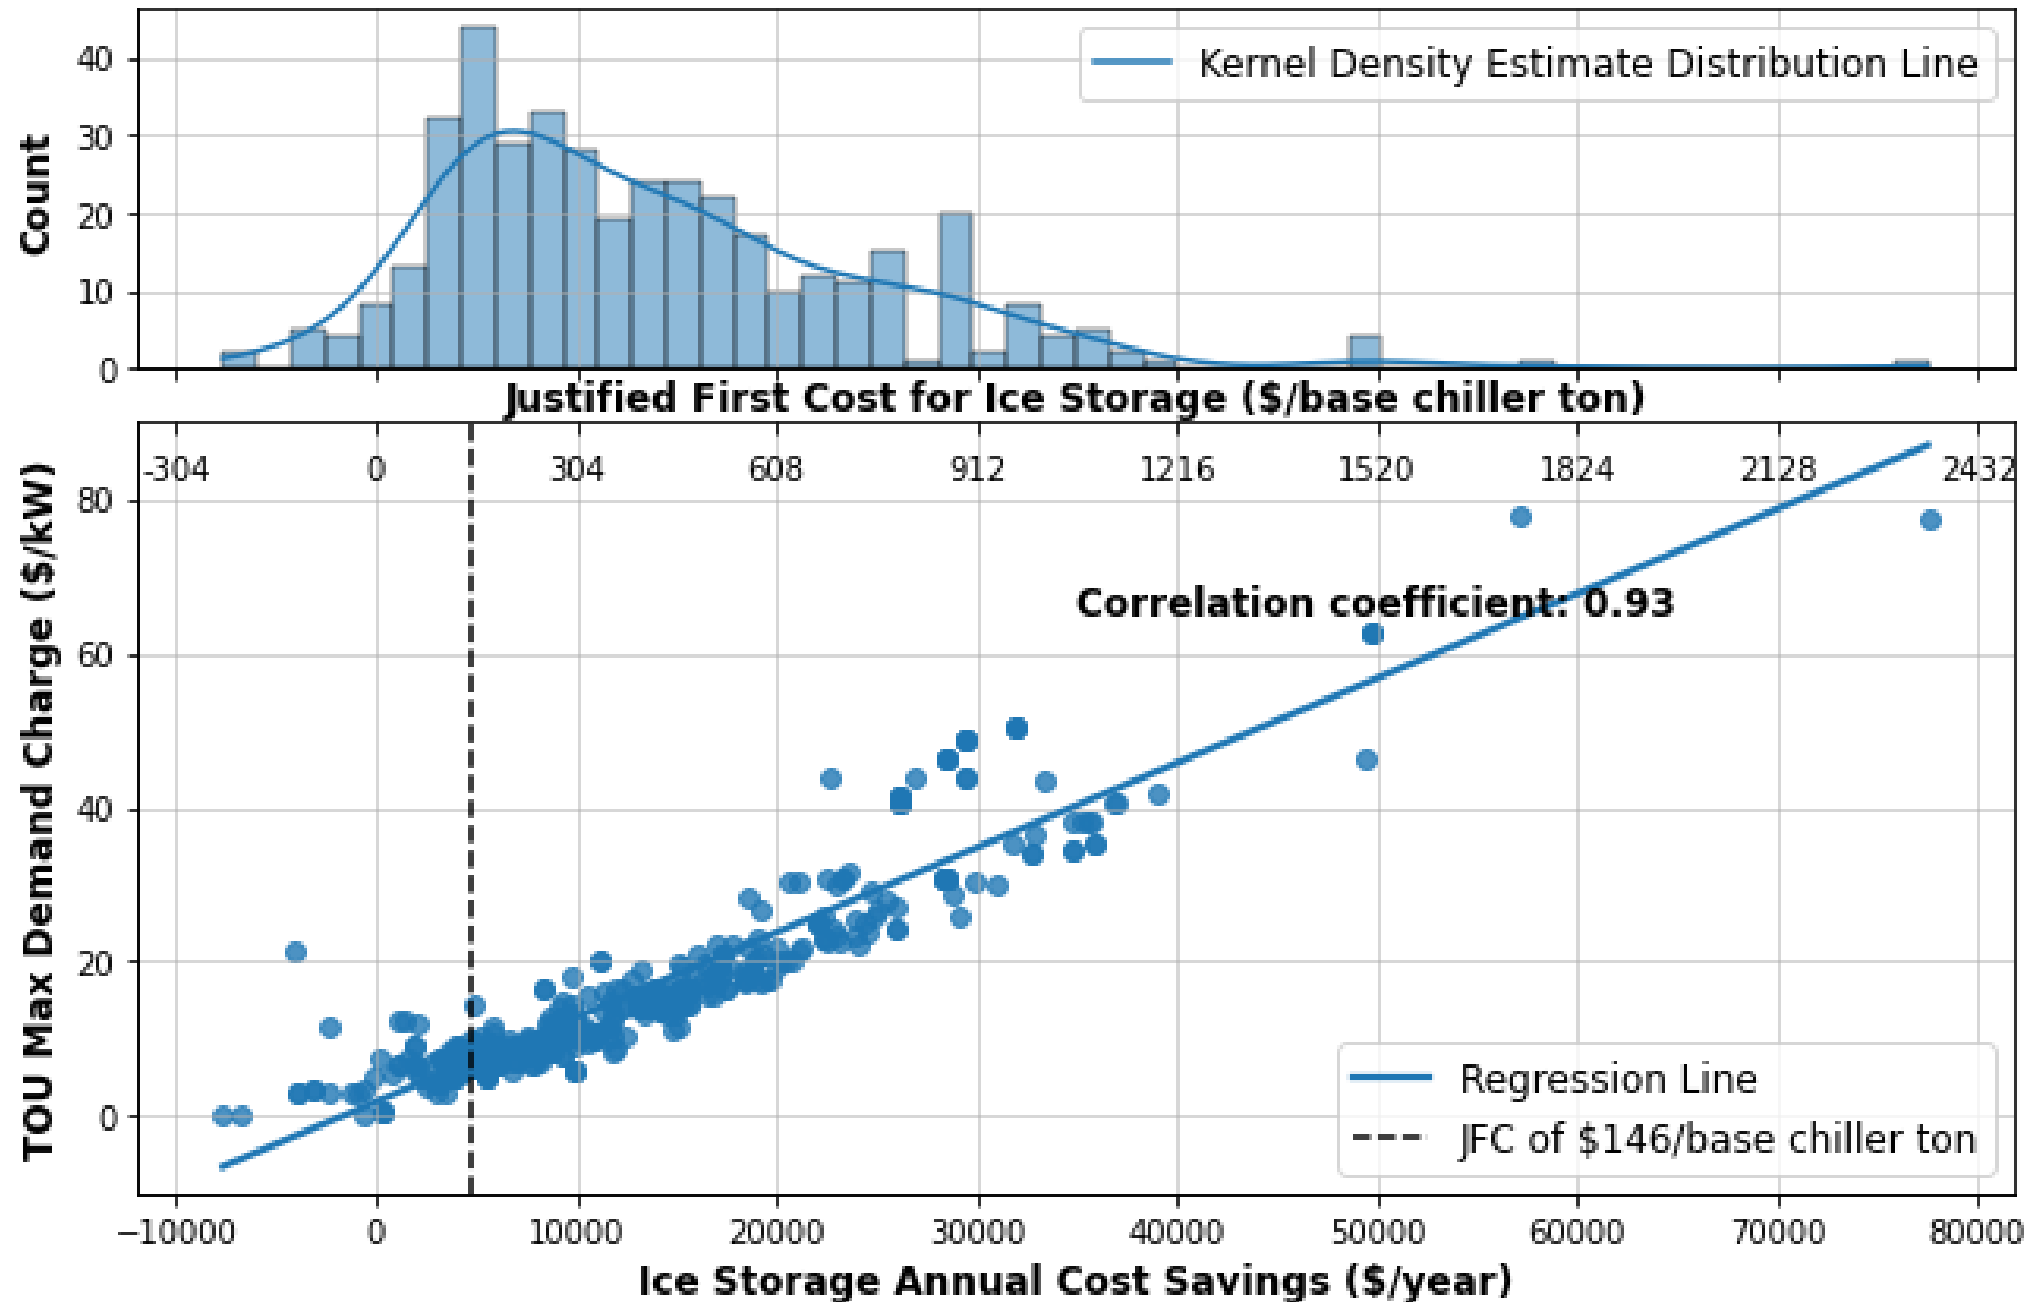 Kernel Density Estimate Distribution Line
Count
40
30
20
10
0
Justified First Cost for Ice Storage ($/base chiller ton)
-304 0 304 608 912 1216 1520 1824 2128 2432
TOU Max Demand Charge ($/kW)
80
60
40
20
0
Correlation coefficient: 0.93
Regression Line
JFC of $146/base chiller ton
−10000 0 10000 20000 30000 40000 50000 60000 70000 80000
Ice Storage Annual Cost Savings ($/year)